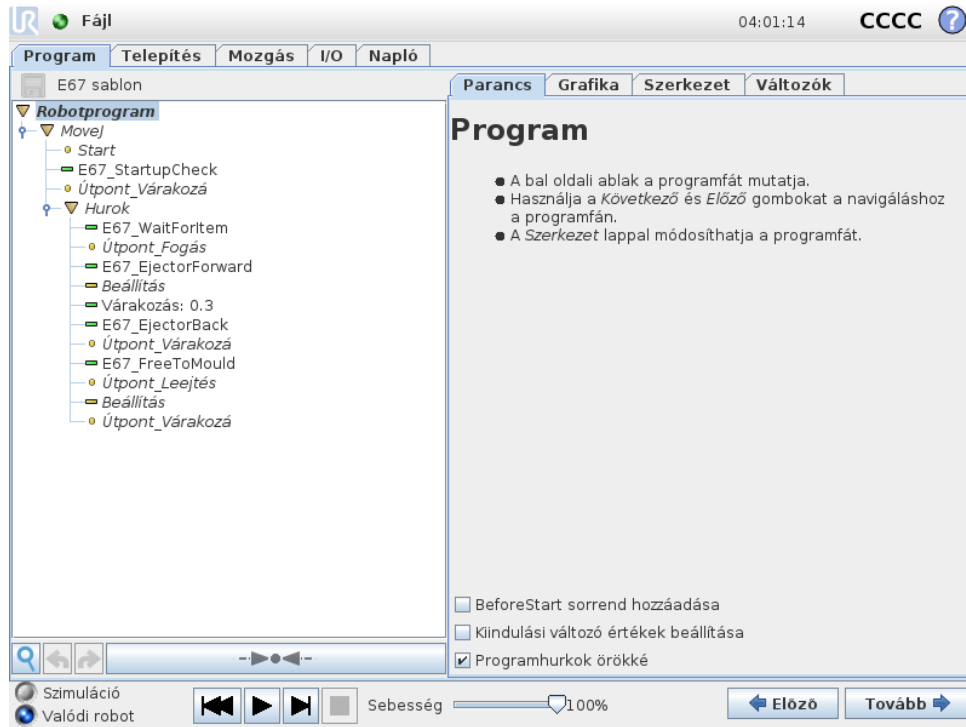 UR Fájl 04:01:14 CCCC ?
Program Telepítés Mozgás I/O Napló
E67 sablon
Parancs Grafika Szerkezet Változók
Robotprogram
MoveJ
Start
E67_StartupCheck
Útpont_Várakozá
Hurok
E67_WaitForItem
Útpont_Fogás
E67_EjectorForward
Beállítás
Várakozás: 0.3
E67_EjectorBack
Útpont_Várakozá
E67_FreeToMould
Útpont_Leejtés
Beállítás
Útpont_Várakozá
Program
A bal oldali ablak a programfát mutatja.
Használja a Következő és Előző gombokat a navigáláshoz
a programfán.
A Szerkezet lappal módosíthatja a programfát.
BeforeStart sorrend hozzáadása
Kiindulási változó értékek beállítása
Programhurkok örökké
Szimuláció
Valódi robot
Sebesség 100%
Előző Tovább